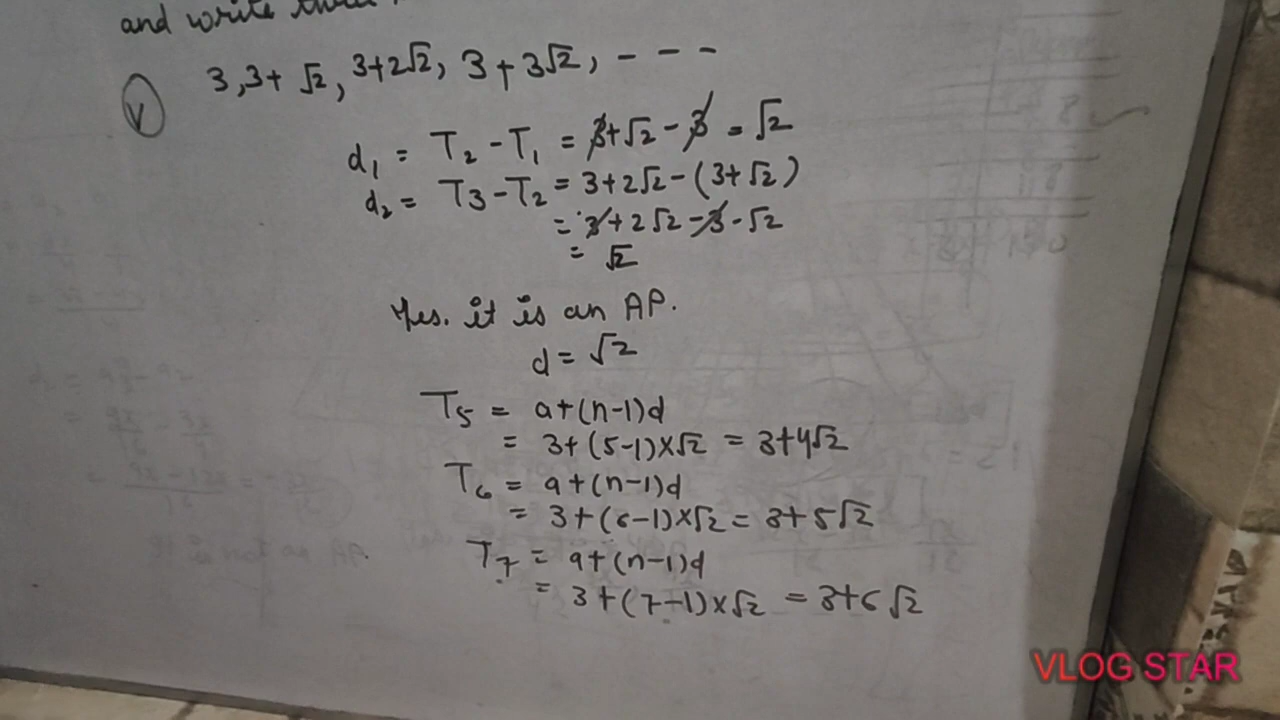 and write
3, 3+ √2, 3+2√2, 3+3√2, - - -
(v)
d₁ = T₂ - T₁ = 3+√2 - 3 = √2
d₂ = T3 - T₂ = 3+2√2 - (3+√2)
= 3+2√2 - 3 - √2
= √2
Yes. it is an AP.
d = √2
T₅ = a+(n-1)d
= 3+(5-1)×√2 = 3+4√2
T₆ = a+(n-1)d
= 3+(6-1)×√2 = 3+5√2
T₇ = a+(n-1)d
= 3+(7-1)×√2 = 3+6√2
VLOG STAR